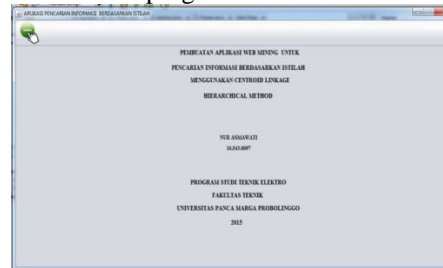 APLIKASI PENCARIAN INFORMASI BERDASARKAN ISTILAH
PEMBUATAN APLIKASI WEB MINING UNTUK
PENCARIAN INFORMASI BERDASARKAN ISTILAH
MENGGUNAKAN CENTROID LINKAGE
HIERARCHICAL METHOD
NUR ASMAWATI
PROGRAM STUDI TEKNIK ELEKTRO
FAKULTAS TEKNIK
UNIVERSITAS PANCA MARGA PROBOLINGGO
2015